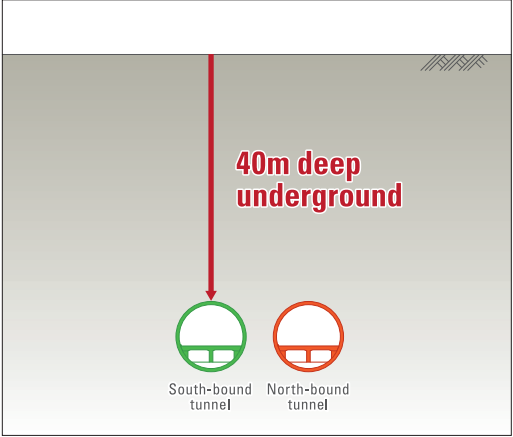 40m deep
underground
South-bound
tunnel
North-bound
tunnel